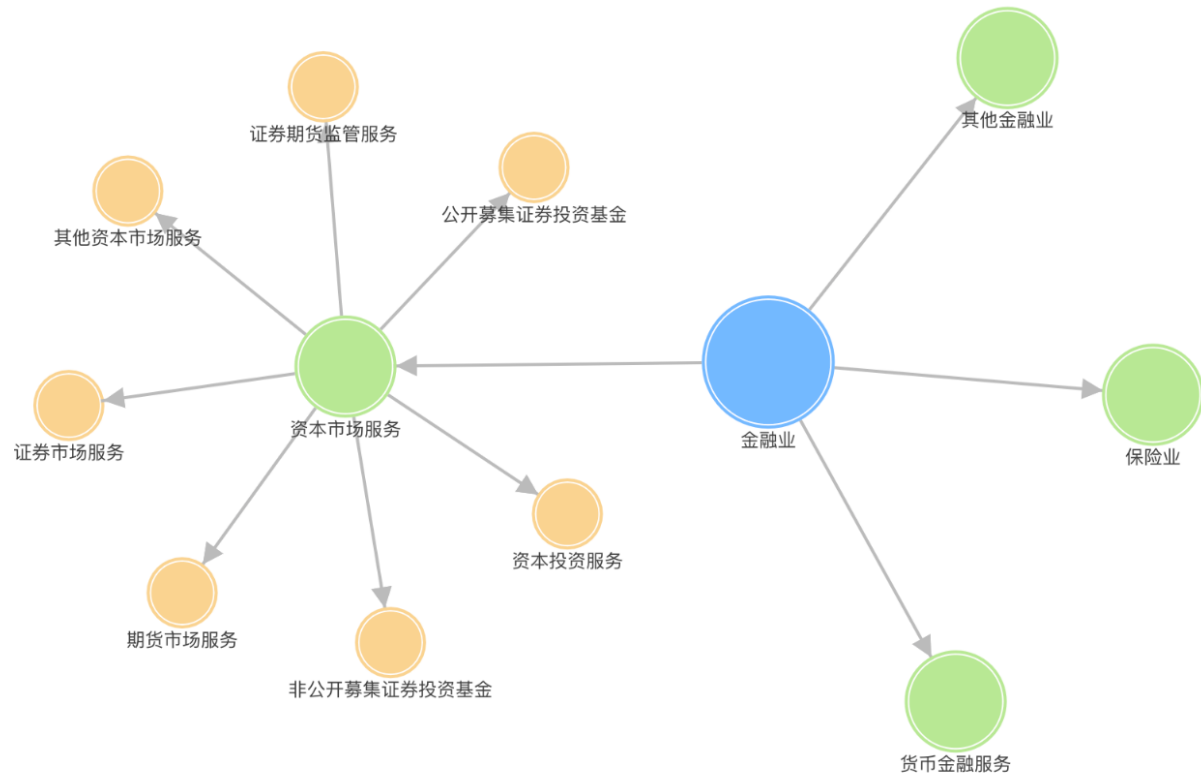 其他金融业
证券期货监管服务
公开募集证券投资基金
其他资本市场服务
资本市场服务
金融业
证券市场服务
保险业
资本投资服务
期货市场服务
非公开募集证券投资基金
货币金融服务